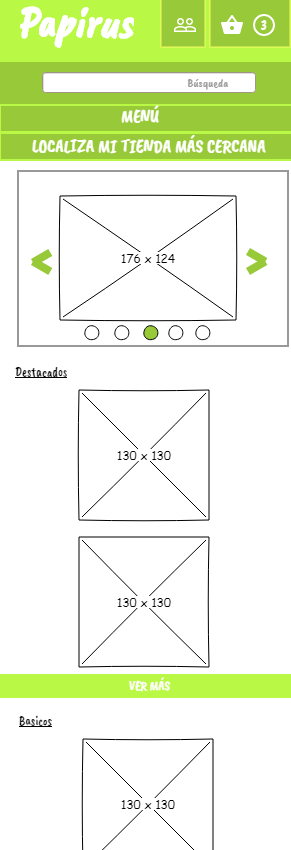 Papirus
3
Búsqueda
MENÚ
LOCALIZA MI TIENDA MÁS CERCANA
176 x 124
Destacados
130 x 130
130 x 130
VER MÁS
Basicos
130 x 130